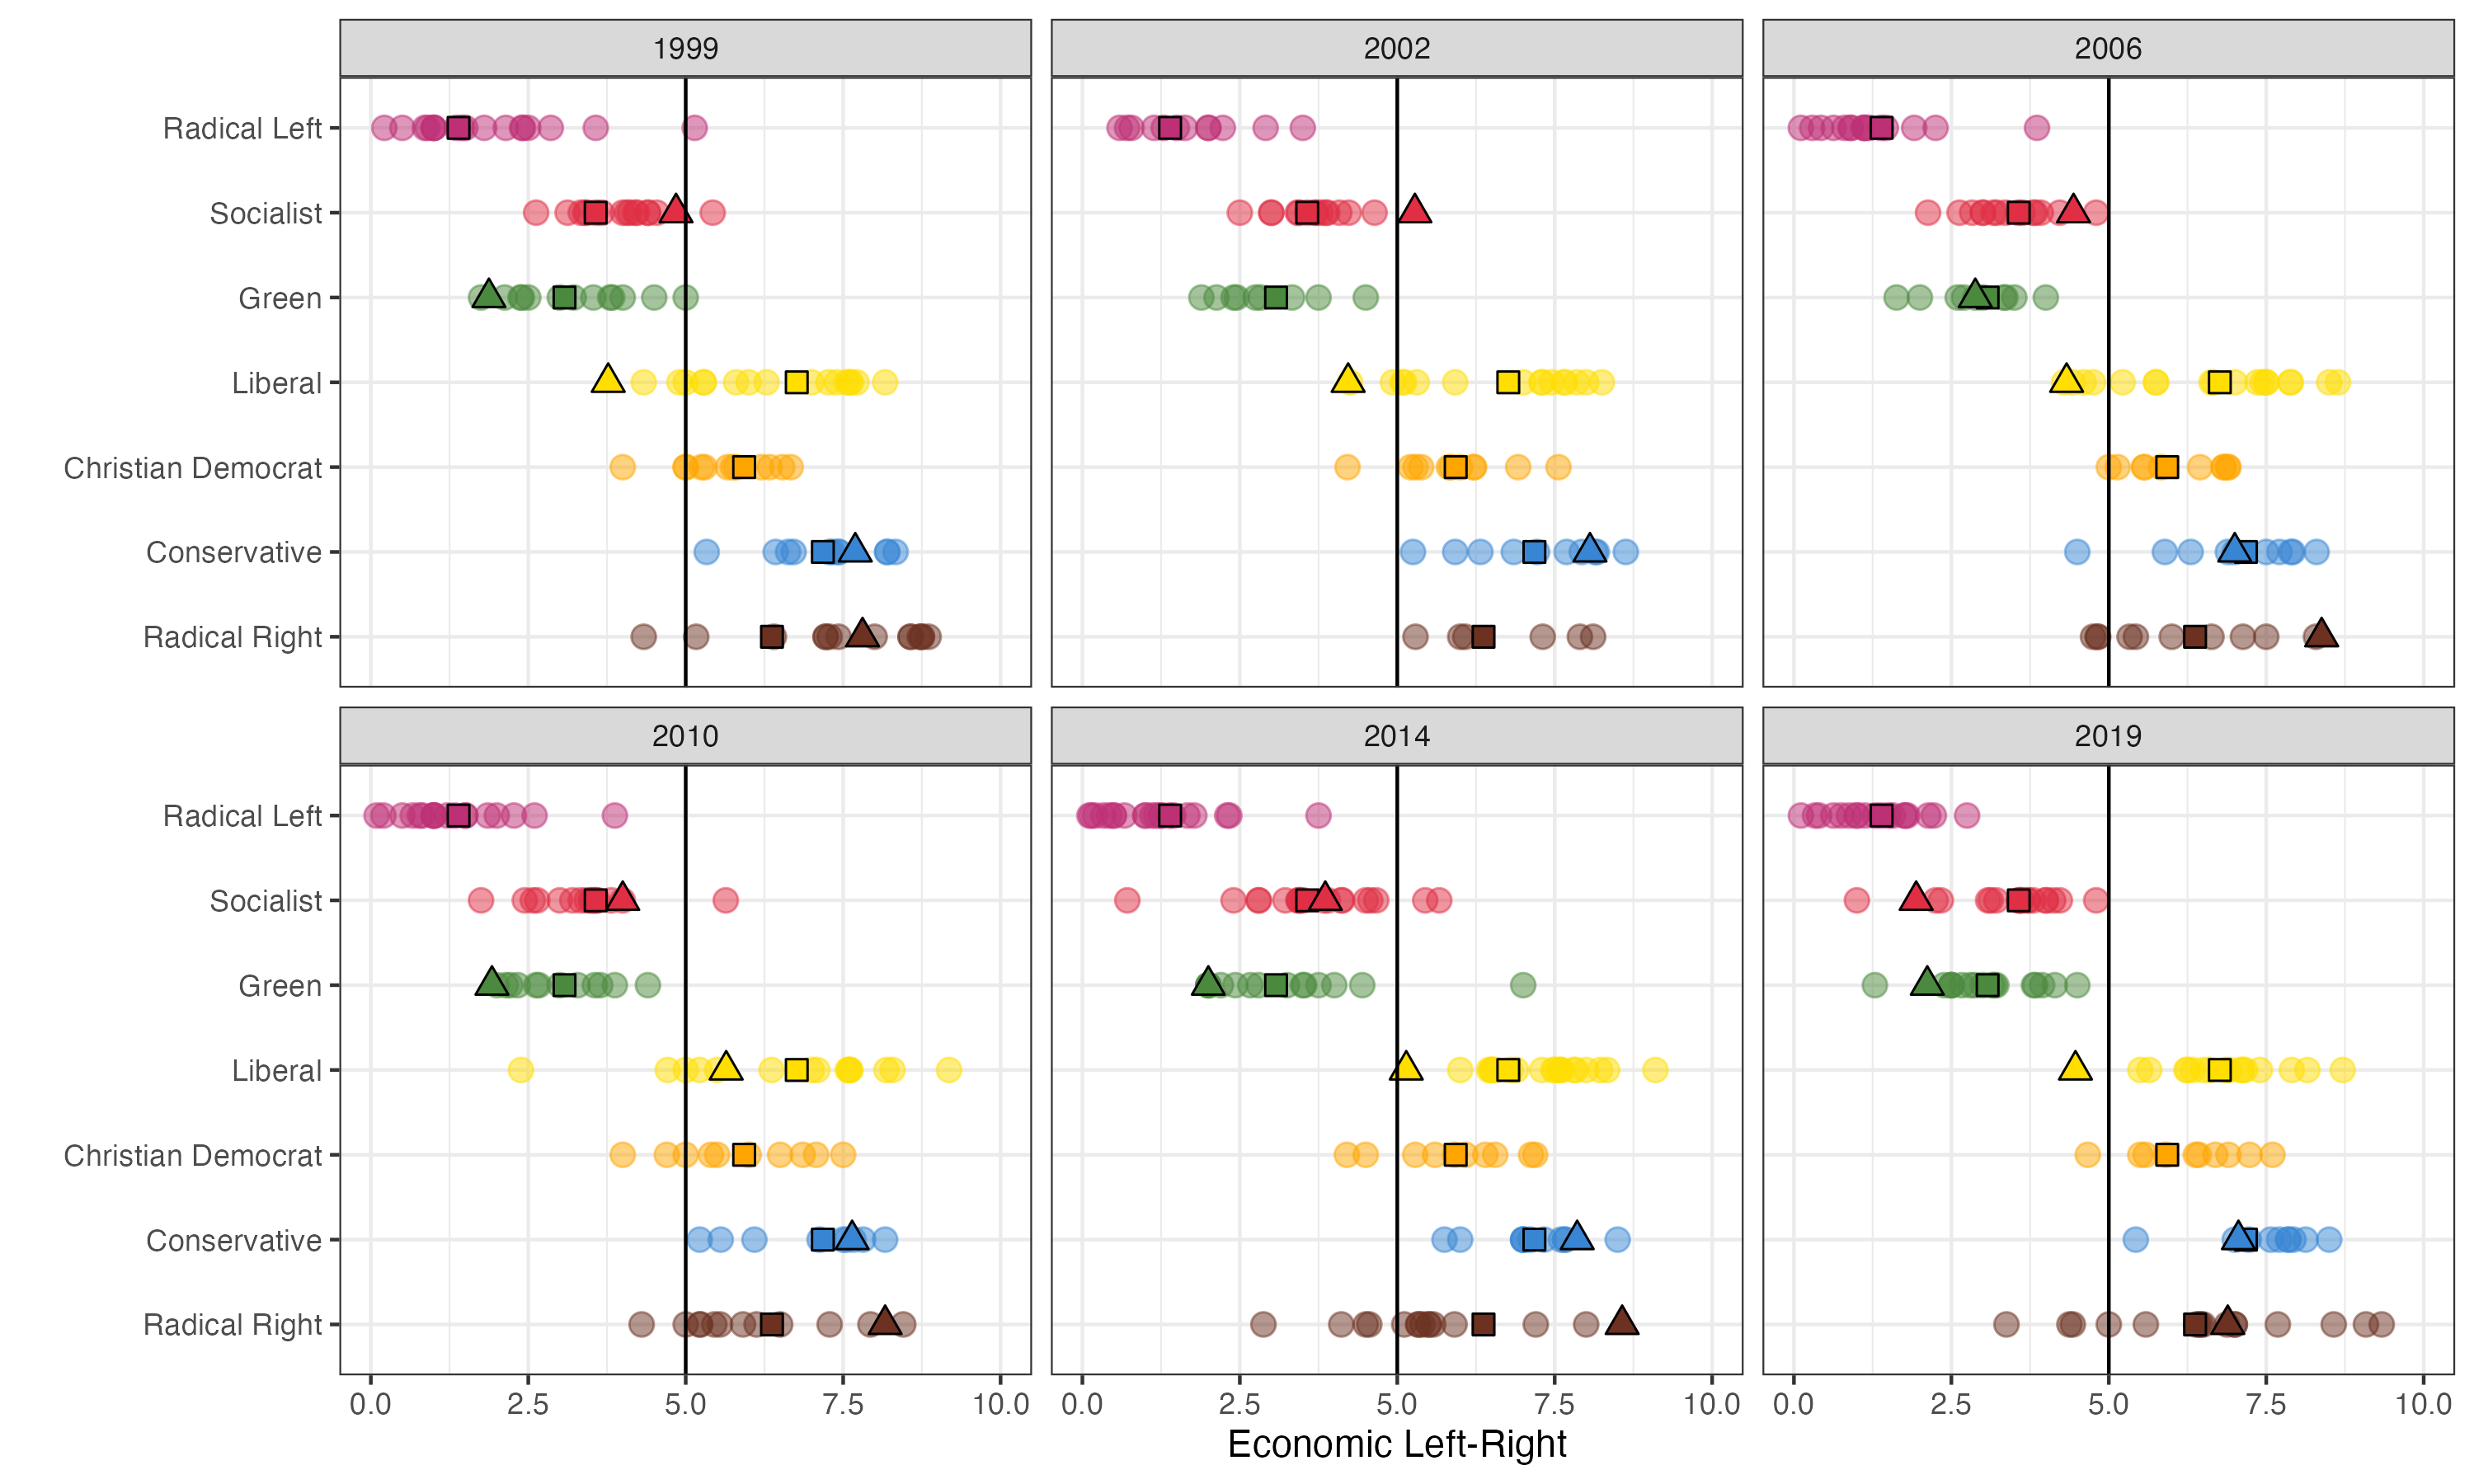 1999 2002 2006
Radical Left
Socialist
Green
Liberal
Christian Democrat
Conservative
Radical Right
2010 2014 2019
Radical Left
Socialist
Green
Liberal
Christian Democrat
Conservative
Radical Right
0.0 2.5 5.0 7.5 10.0 0.0 2.5 5.0 7.5 10.0 0.0 2.5 5.0 7.5 10.0
Economic Left-Right